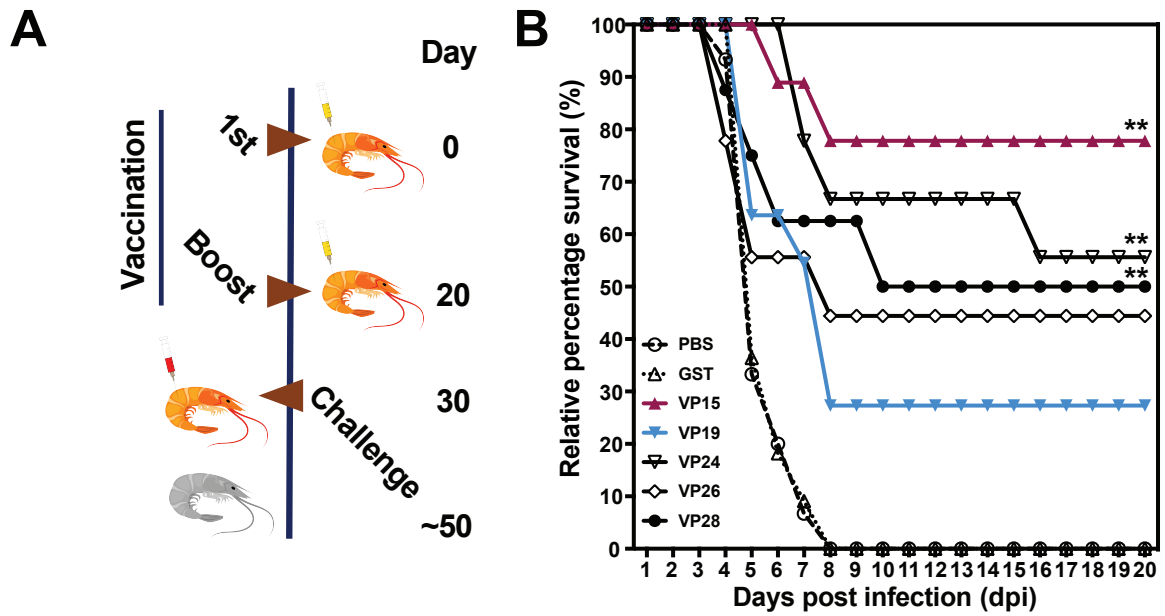 A
Day
Vaccination
1st
0
Boost
20
Challenge
30
~50
B
Relative percentage survival (%)
100
90
80
70
60
50
40
30
20
10
0
**
**
**
PBS
GST
VP15
VP19
VP24
VP26
VP28
1 2 3 4 5 6 7 8 9 10 11 12 13 14 15 16 17 18 19 20
Days post infection (dpi)